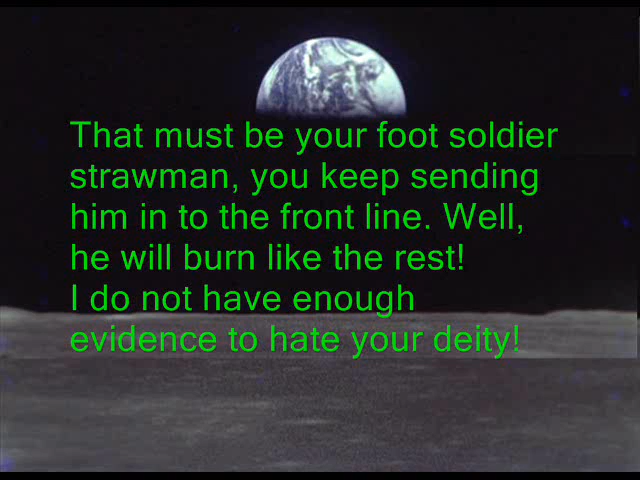 That must be your foot soldier
strawman, you keep sending
him in to the front line. Well,
he will burn like the rest!
I do not have enough
evidence to hate your deity!